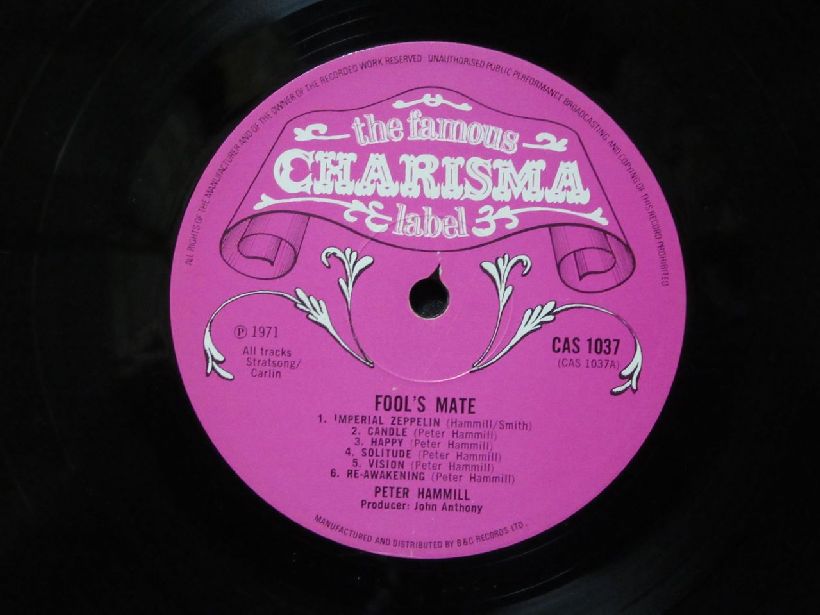 ALL RIGHTS OF THE MANUFACTURER AND OF THE OWNER OF THE RECORDED WORK RESERVED UNAUTHORISED PUBLIC PERFORMANCE BROADCASTING AND COPYING OF THIS RECORD PROHIBITED
the famous
CHARISMA
label
℗ 1971
All tracks
Stratsong/
Carlin
CAS 1037
(CAS 1037A)
FOOL'S MATE
1. IMPERIAL ZEPPELIN (Hammill/Smith)
2. CANDLE (Peter Hammill)
3. HAPPY (Peter Hammill)
4. SOLITUDE (Peter Hammill)
5. VISION (Peter Hammill)
6. RE-AWAKENING (Peter Hammill)
PETER HAMMILL
Producer: John Anthony
MANUFACTURED AND DISTRIBUTED BY B&C RECORDS LTD.